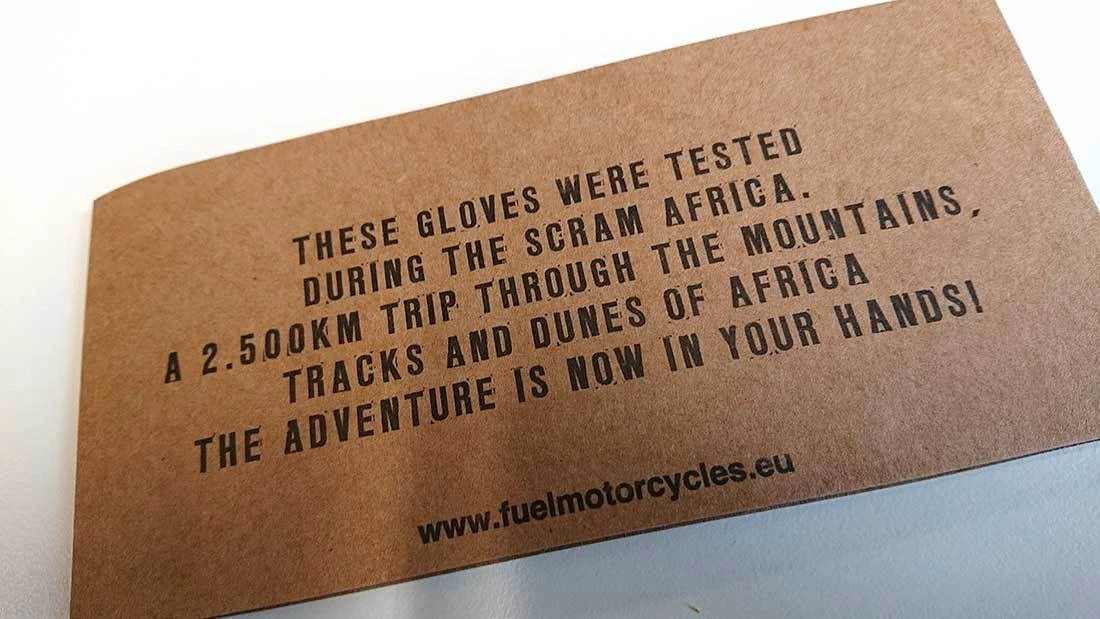 THESE GLOVES WERE TESTED
DURING THE SCRAM AFRICA.
A 2.500KM TRIP THROUGH THE MOUNTAINS,
TRACKS AND DUNES OF AFRICA
THE ADVENTURE IS NOW IN YOUR HANDS!
www.fuelmotorcycles.eu